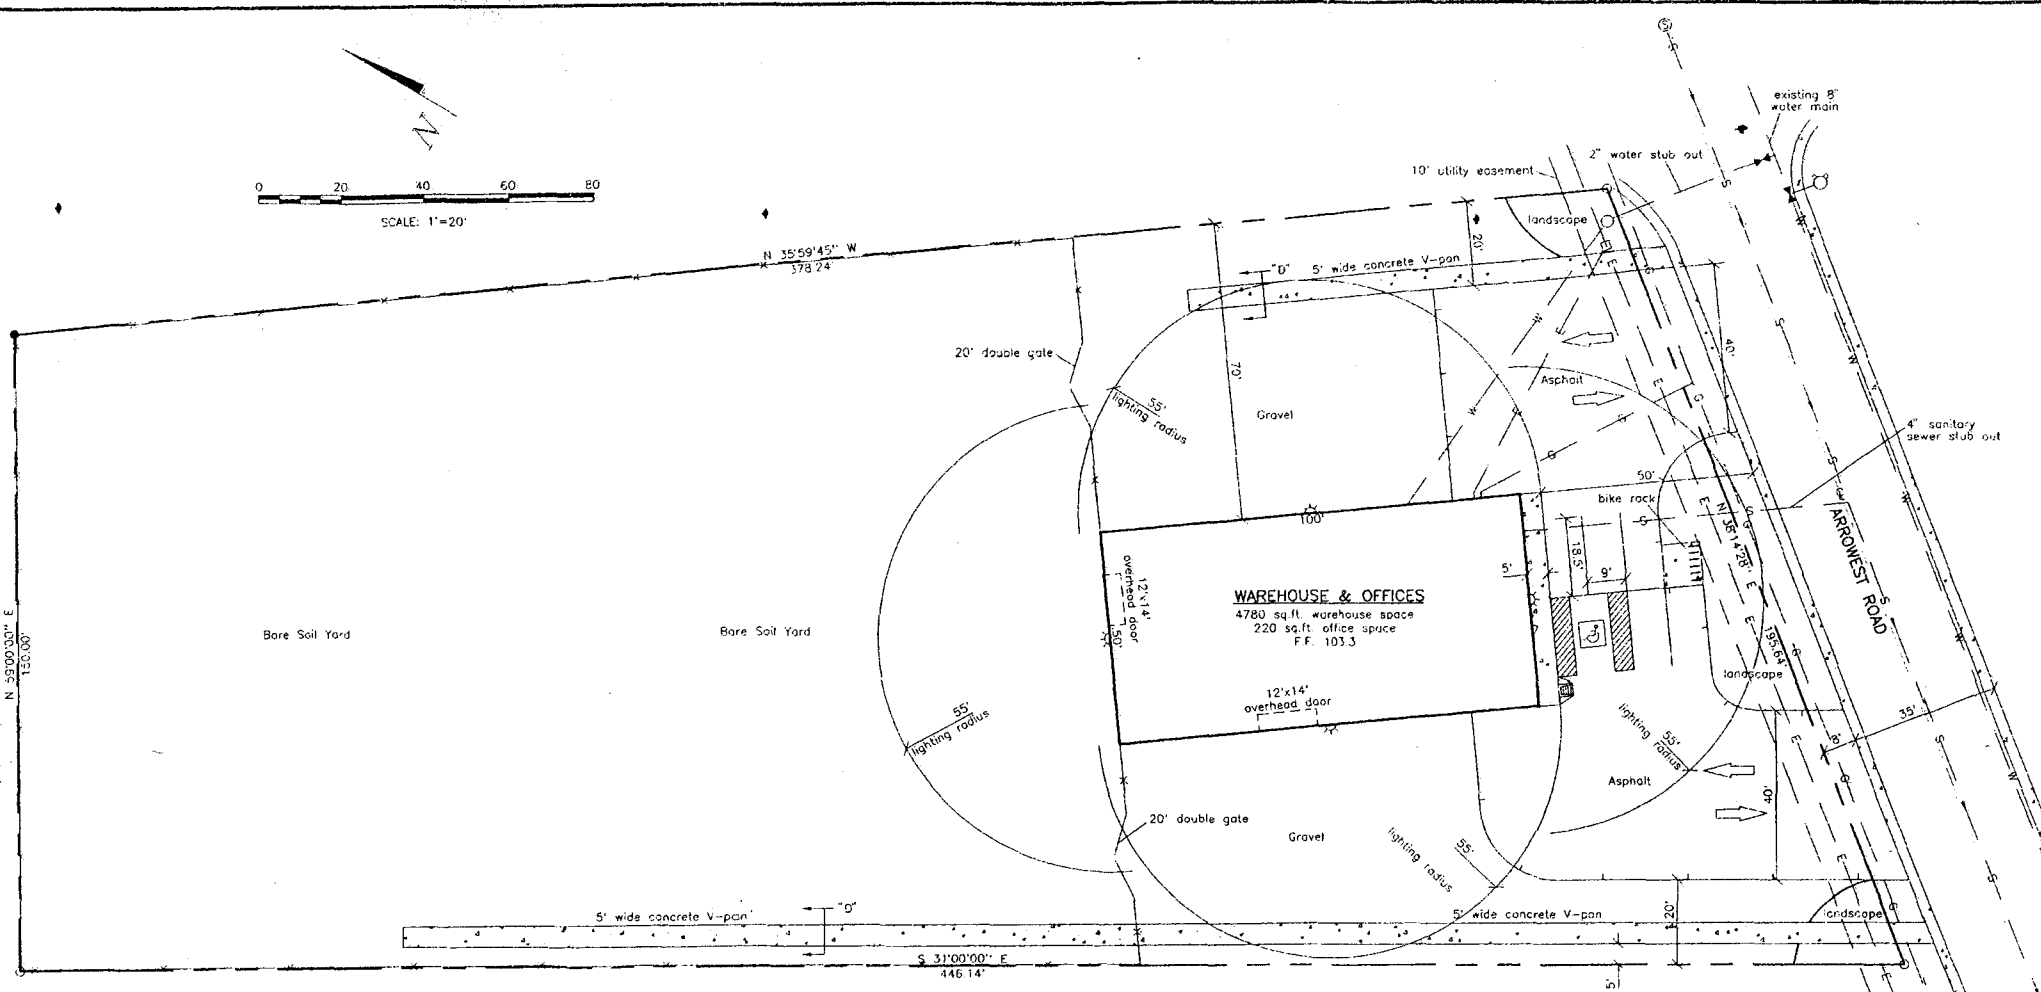 N
0 20 40 60 80
SCALE: 1"=20'
N 35°59'45" W
378.24'
existing 8"
water main
2" water stub out
10' utility easement
landscape
20'
"D"
5' wide concrete V-pan
20' double gate
70'
55'
lighting radius
Gravel
Asphalt
40'
4" sanitary
sewer stub out
50'
bike rack
100'
18.5'
9'
5'
12'x14'
overhead door
50'
WAREHOUSE & OFFICES
4780 sq.ft. warehouse space
220 sq.ft. office space
F.F. 103.3
12'x14'
overhead door
ARROWEST ROAD
195.64'
N 59°00'00" E
150.00'
Bare Soil Yard
Bare Soil Yard
landscape
35'
8'
55'
lighting radius
lighting radius
55'
Asphalt
40'
20' double gate
Gravel
lighting radius
55'
5' wide concrete V-pan
"D"
5' wide concrete V-pan
20'
landscape
S 31°00'00" E
446.14'
5'